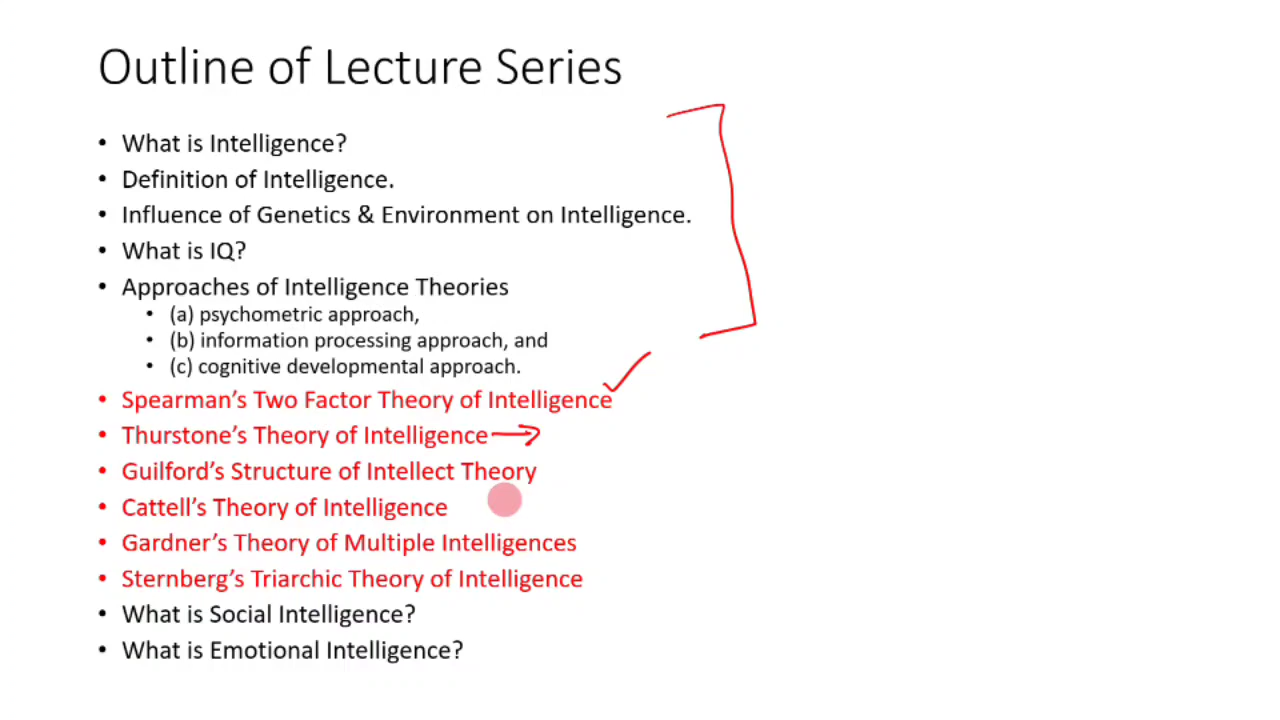 Outline of Lecture Series
• What is Intelligence?
• Definition of Intelligence.
• Influence of Genetics & Environment on Intelligence.
• What is IQ?
• Approaches of Intelligence Theories
• (a) psychometric approach,
• (b) information processing approach, and
• (c) cognitive developmental approach.
• Spearman’s Two Factor Theory of Intelligence
• Thurstone’s Theory of Intelligence
• Guilford’s Structure of Intellect Theory
• Cattell’s Theory of Intelligence
• Gardner’s Theory of Multiple Intelligences
• Sternberg’s Triarchic Theory of Intelligence
• What is Social Intelligence?
• What is Emotional Intelligence?